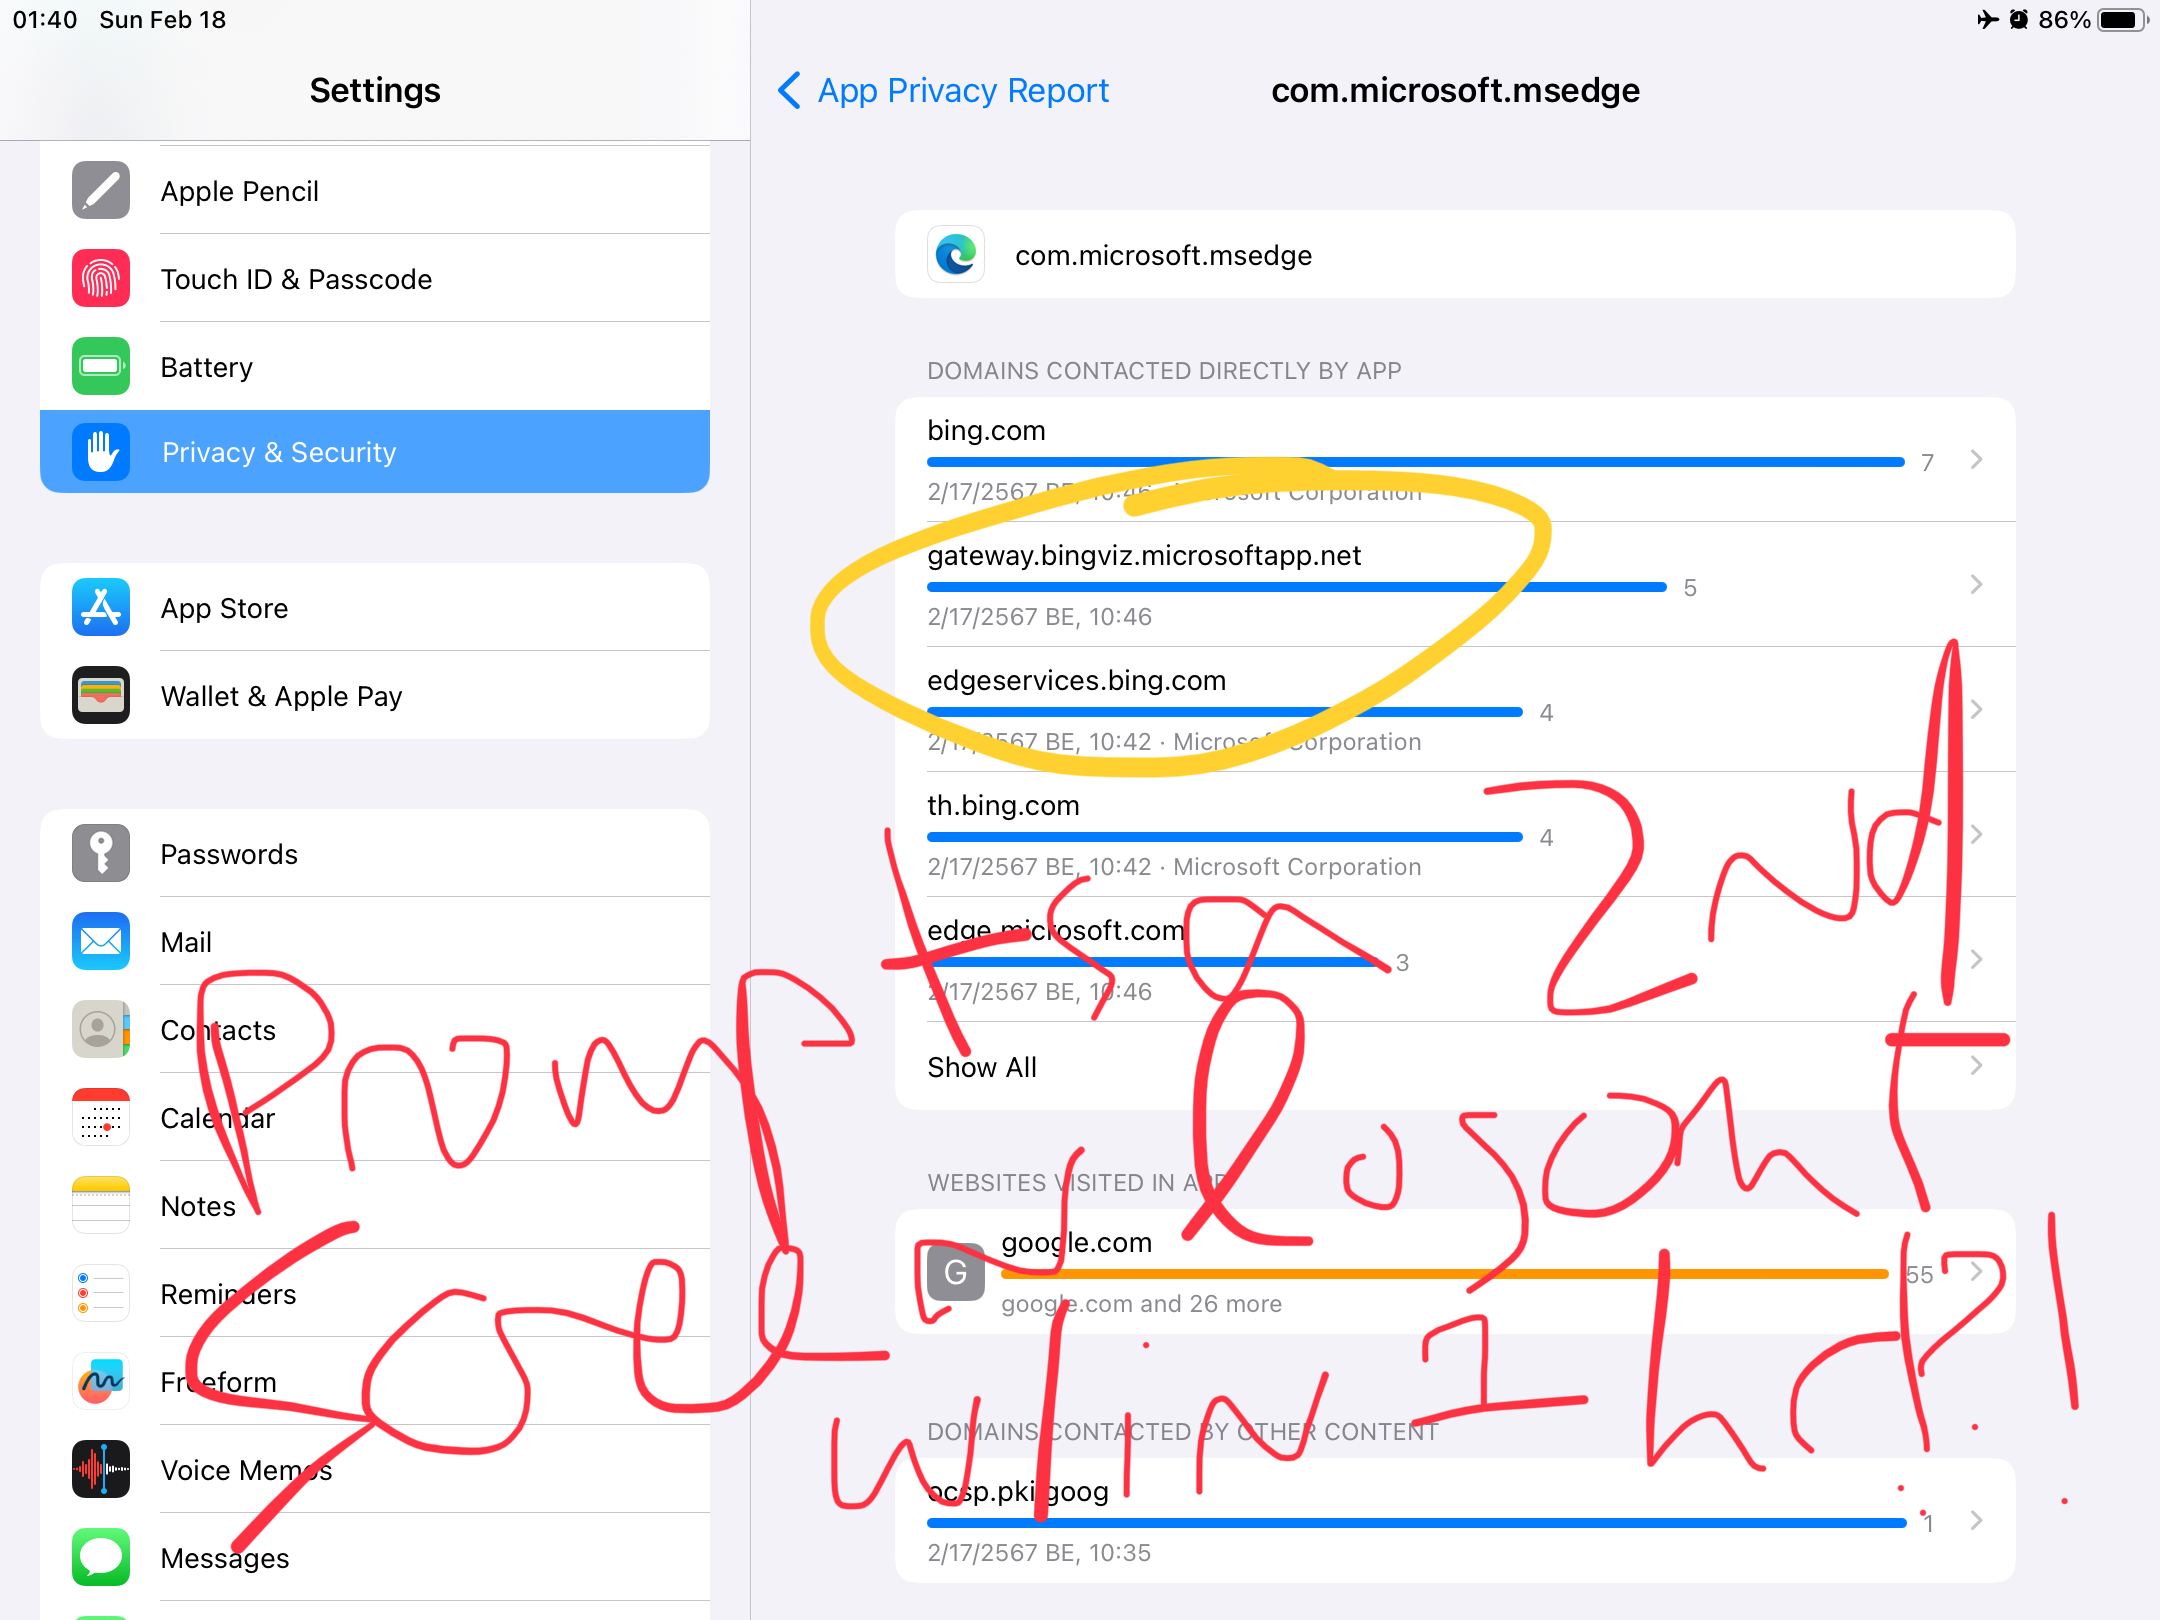 01:40 Sun Feb 18
86%
Settings
Apple Pencil
Touch ID & Passcode
Battery
Privacy & Security
App Store
Wallet & Apple Pay
Passwords
Mail
Contacts
Calendar
Notes
Reminders
Freeform
Voice Memos
Messages
App Privacy Report
com.microsoft.msedge
com.microsoft.msedge
DOMAINS CONTACTED DIRECTLY BY APP
bing.com
7
2/17/2567 BE, 10:46 · Microsoft Corporation
gateway.bingviz.microsoftapp.net
5
2/17/2567 BE, 10:46
edgeservices.bing.com
4
2/17/2567 BE, 10:42 · Microsoft Corporation
th.bing.com
4
2/17/2567 BE, 10:42 · Microsoft Corporation
edge.microsoft.com
3
2/17/2567 BE, 10:46
Show All
WEBSITES VISITED IN APP
G
google.com
55
google.com and 26 more
DOMAINS CONTACTED BY OTHER CONTENT
ocsp.pki.goog
1
2/17/2567 BE, 10:35
Prompts a 2nd
w/in 1 hr?!